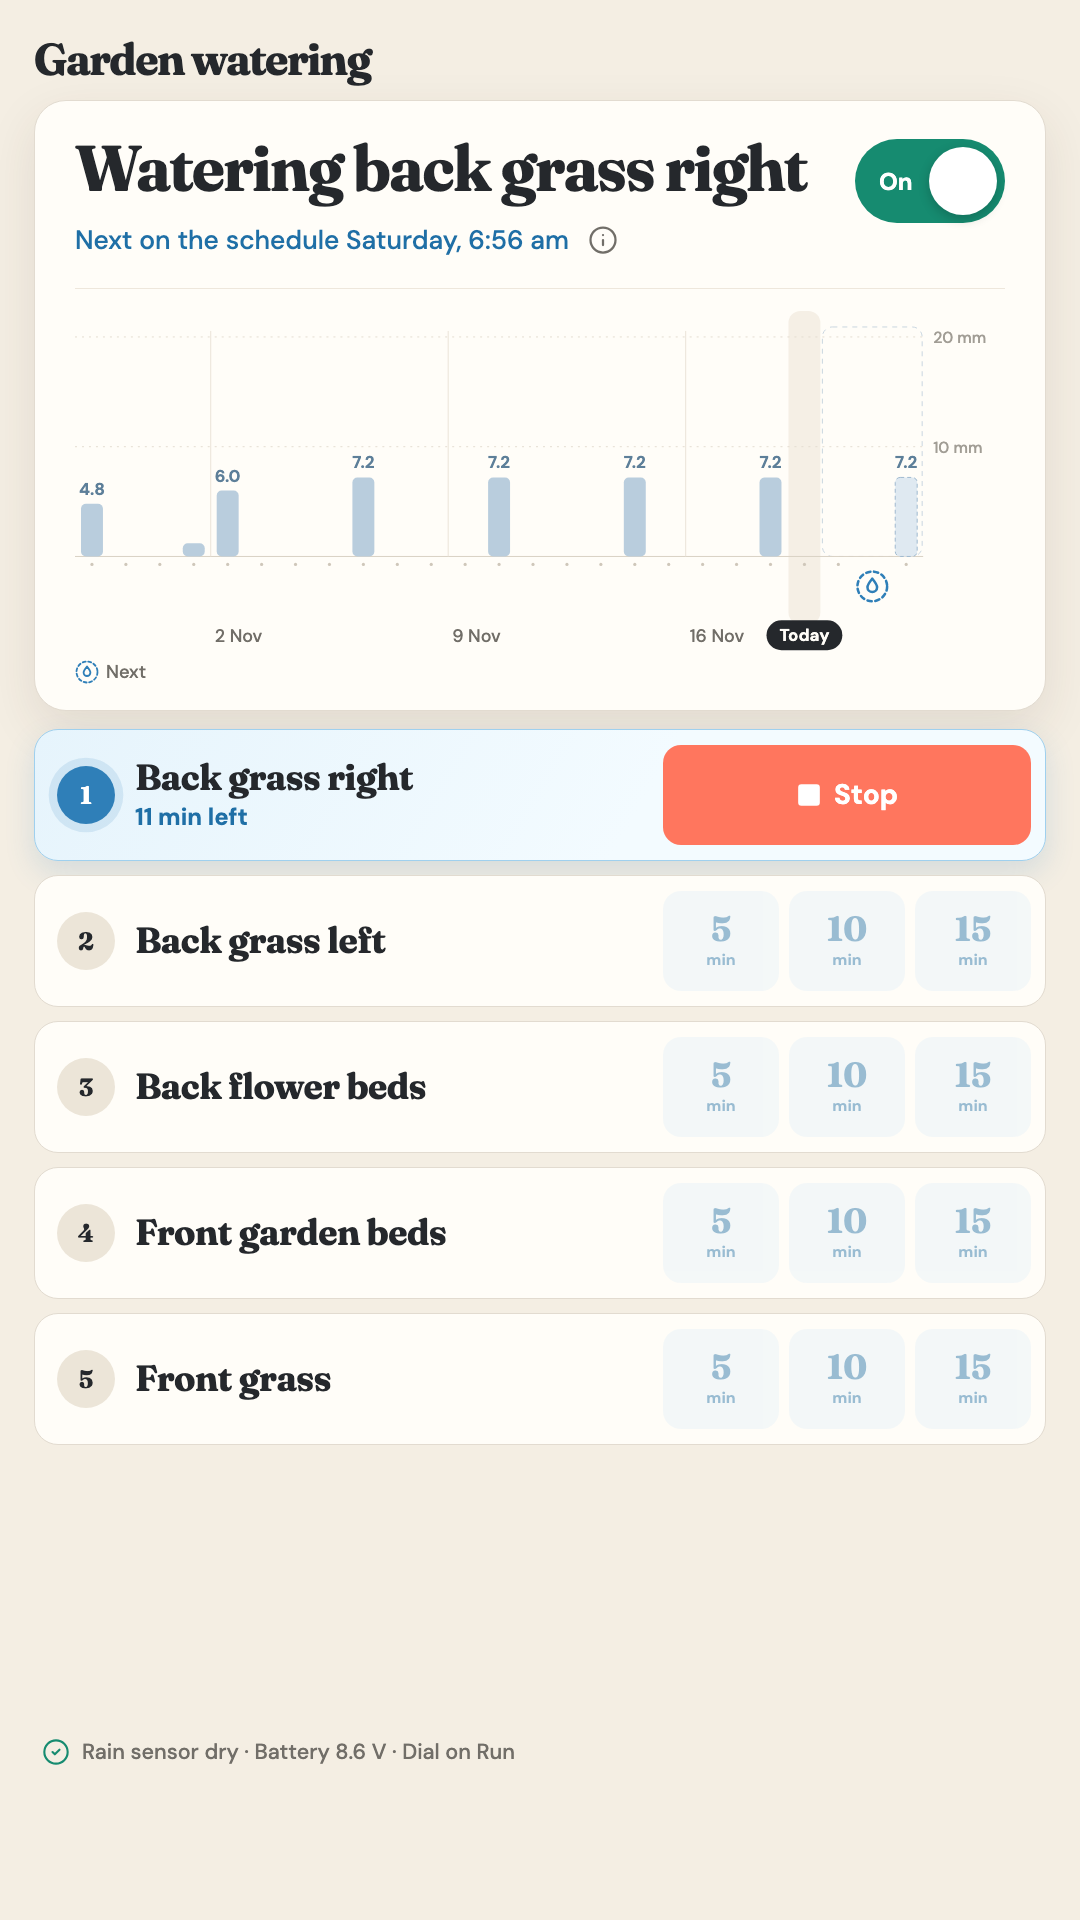 Garden watering
Watering back grass right
On
Next on the schedule Saturday, 6:56 am
20 mm
10 mm
4.8
6.0
7.2
7.2
7.2
7.2
7.2
2 Nov
9 Nov
16 Nov
Today
Next
1
Back grass right
11 min left
Stop
2
Back grass left
5 min
10 min
15 min
3
Back flower beds
5 min
10 min
15 min
4
Front garden beds
5 min
10 min
15 min
5
Front grass
5 min
10 min
15 min
Rain sensor dry · Battery 8.6 V · Dial on Run